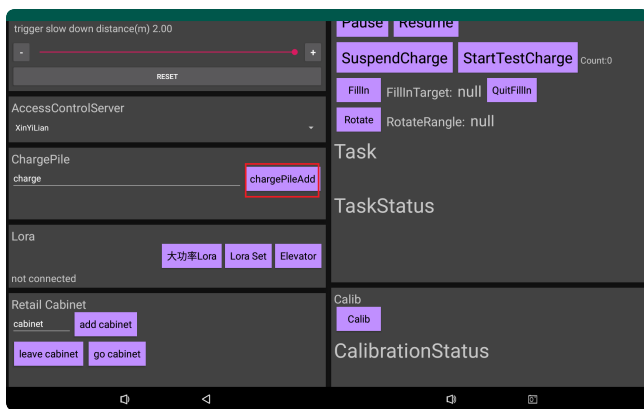 trigger slow down distance(m) 2.00
-
+
RESET
AccessControlServer
XinYiLian
ChargePile
charge
chargePileAdd
Lora
大功率Lora Lora Set Elevator
not connected
Retail Cabinet
cabinet add cabinet
leave cabinet go cabinet
Pause Resume
SuspendCharge StartTestCharge Count:0
FillIn FillInTarget: null QuitFillIn
Rotate RotateRangle: null
Task
TaskStatus
Calib
Calib
CalibrationStatus